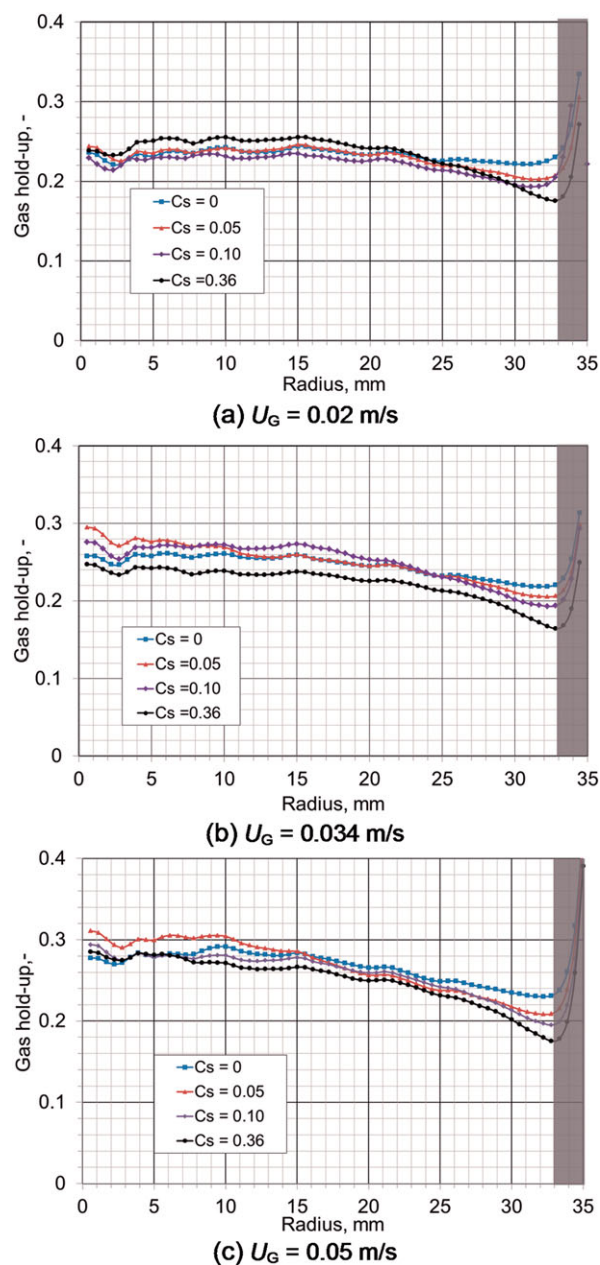 0.4
0.3
0.2
0.1
0
Gas hold-up, -
Cs = 0
Cs = 0.05
Cs = 0.10
Cs =0.36
0 5 10 15 20 25 30 35
Radius, mm
(a) UG = 0.02 m/s
0.4
0.3
0.2
0.1
0
Gas hold-up, -
Cs = 0
Cs =0.05
Cs =0.10
Cs =0.36
0 5 10 15 20 25 30 35
Radius, mm
(b) UG = 0.034 m/s
0.4
0.3
0.2
0.1
0
Gas hold-up,-
Cs = 0
Cs = 0.05
Cs = 0.10
Cs = 0.36
0 5 10 15 20 25 30 35
Radius, mm
(c) UG = 0.05 m/s